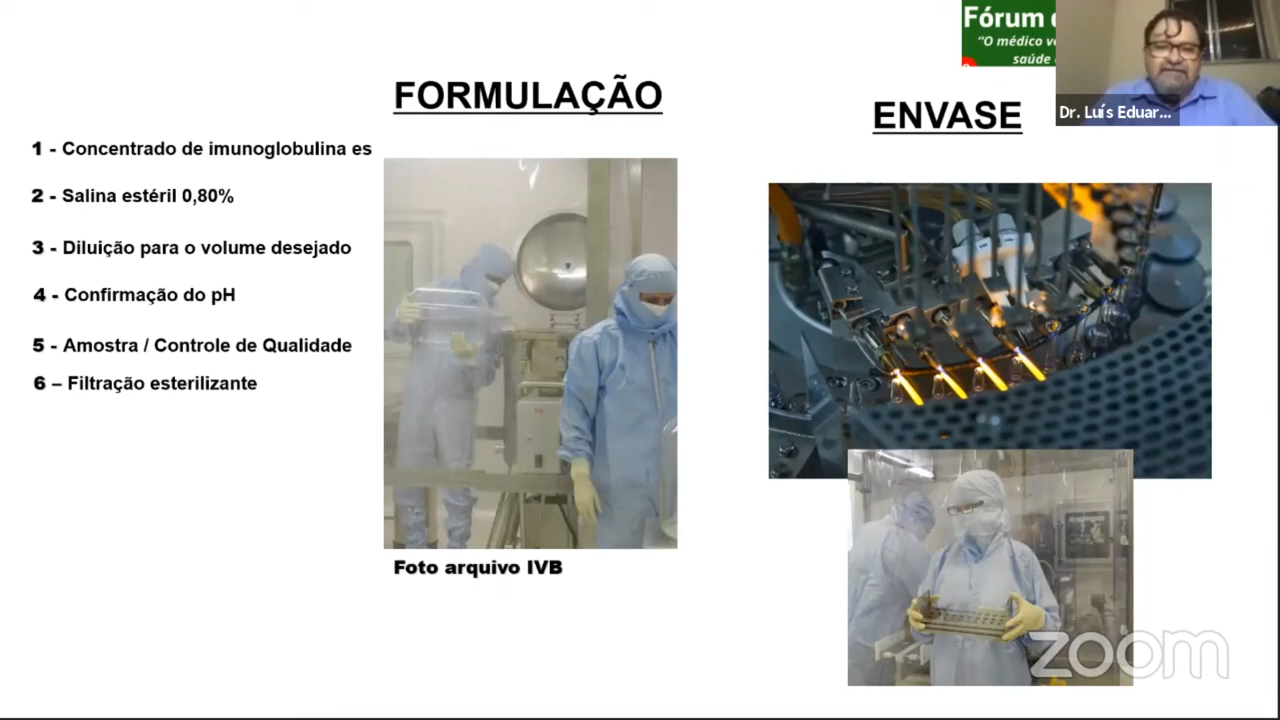 Fórum
"O médico
saúde
Dr. Luís Eduar...
FORMULAÇÃO
ENVASE
1 - Concentrado de imunoglobulina es
2 - Salina estéril 0,80%
3 - Diluição para o volume desejado
4 - Confirmação do pH
5 - Amostra / Controle de Qualidade
6 – Filtração esterilizante
Foto arquivo IVB
zoom